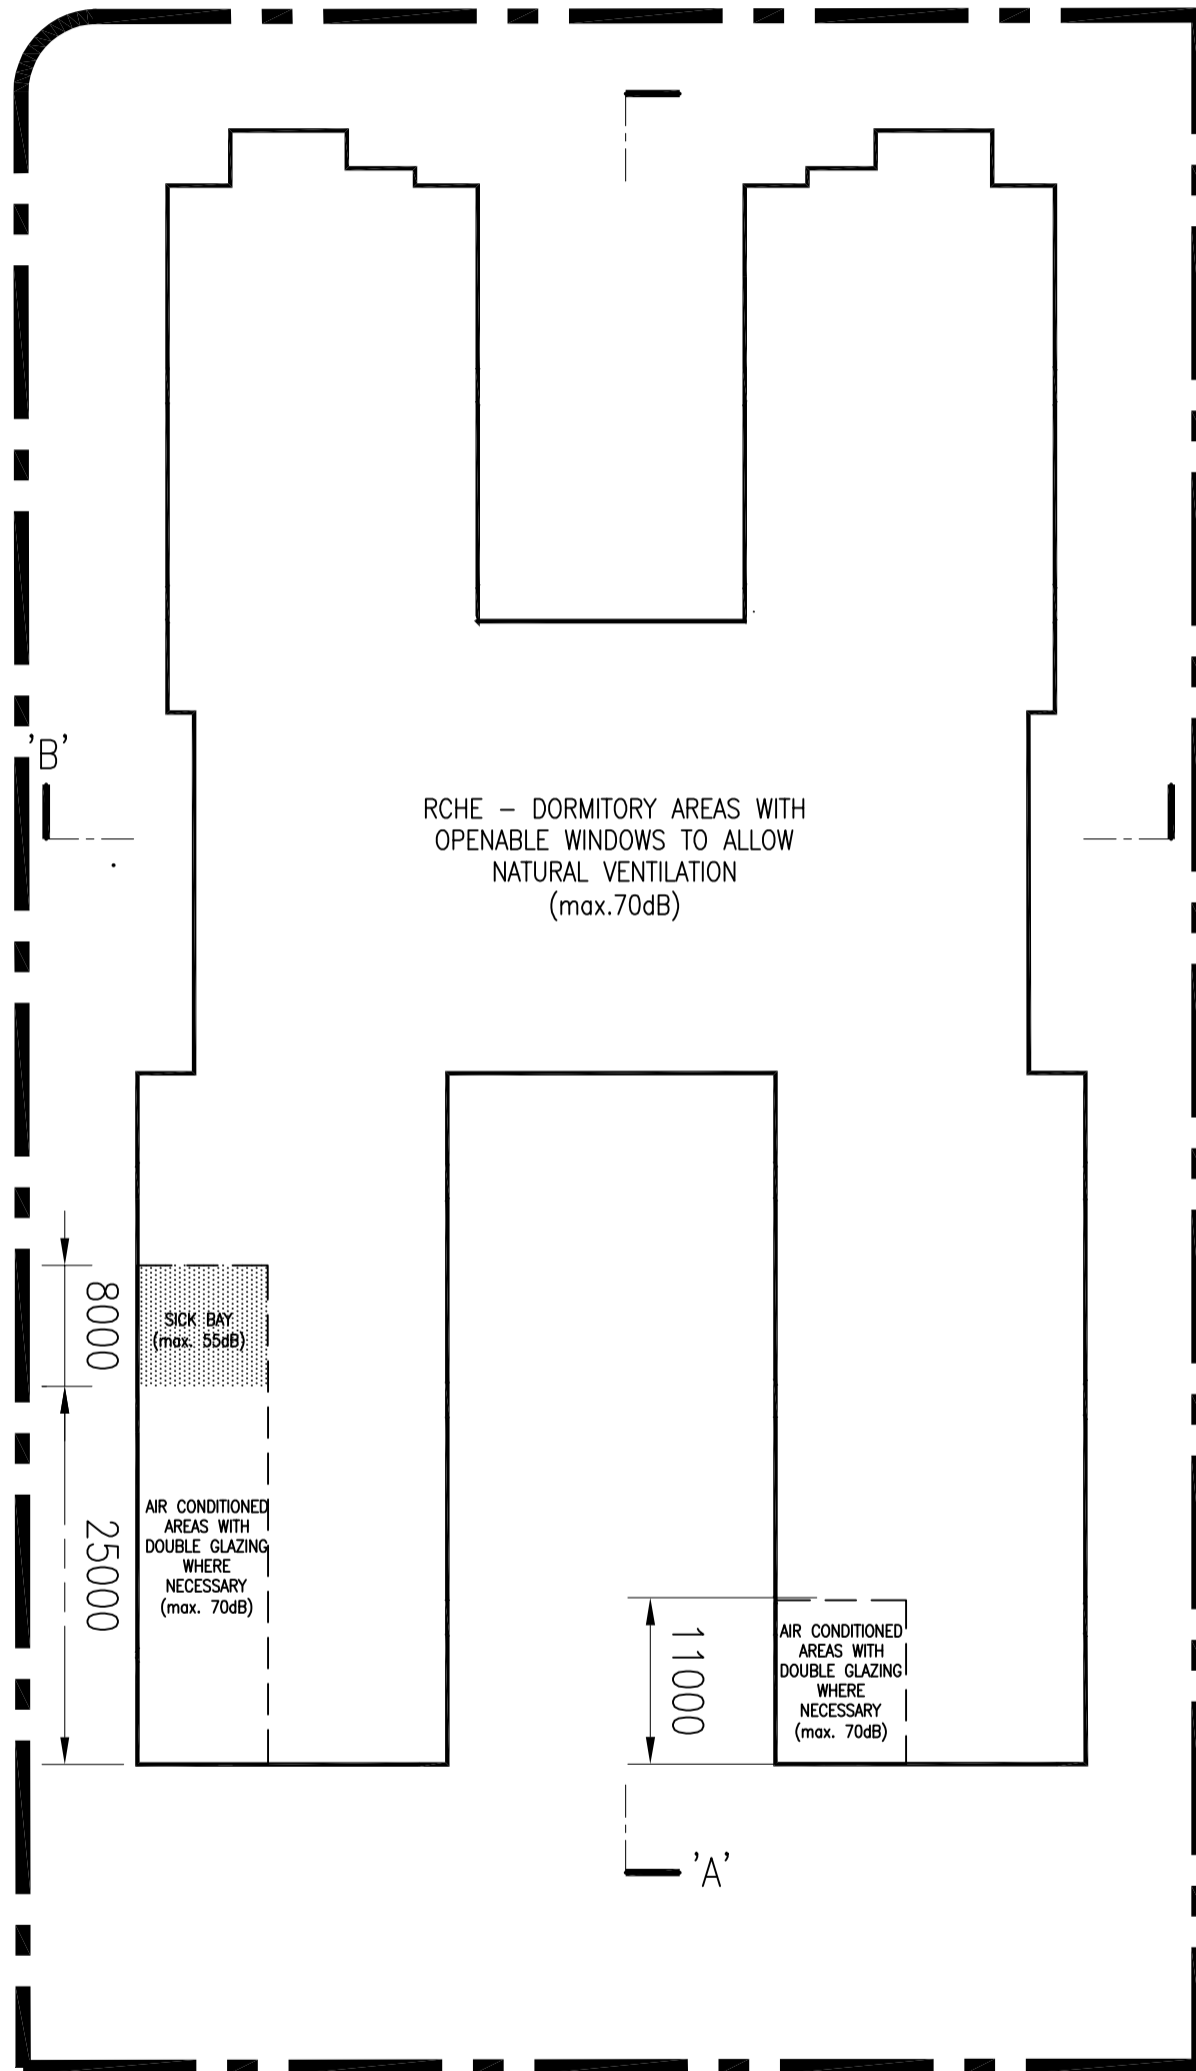 'B'
RCHE – DORMITORY AREAS WITH
OPENABLE WINDOWS TO ALLOW
NATURAL VENTILATION
(max.70dB)
8000
SICK BAY
(max. 55dB)
25000
AIR CONDITIONED
AREAS WITH
DOUBLE GLAZING
WHERE
NECESSARY
(max. 70dB)
11000
AIR CONDITIONED
AREAS WITH
DOUBLE GLAZING
WHERE
NECESSARY
(max. 70dB)
'A'